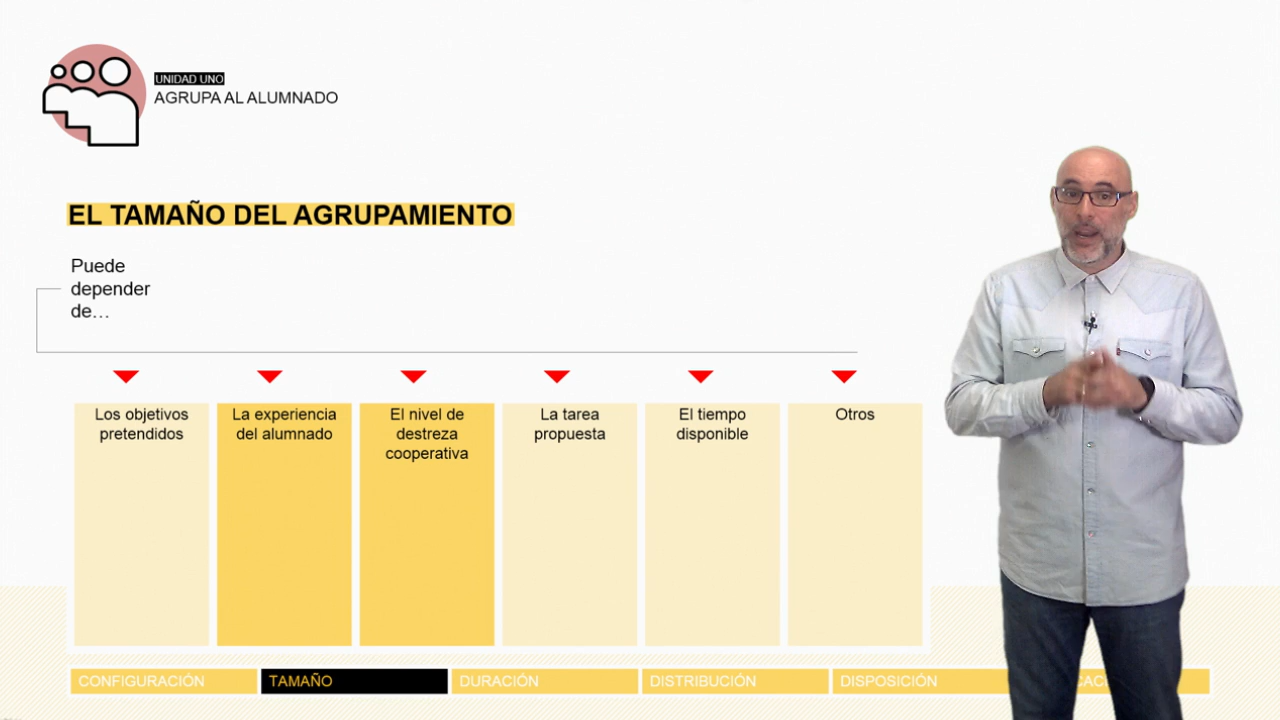 UNIDAD UNO
AGRUPA AL ALUMNADO
EL TAMAÑO DEL AGRUPAMIENTO
Puede
depender
de…
Los objetivos
pretendidos
La experiencia
del alumnado
El nivel de
destreza
cooperativa
La tarea
propuesta
El tiempo
disponible
Otros
CONFIGURACIÓN
TAMAÑO
DURACIÓN
DISTRIBUCIÓN
DISPOSICIÓN